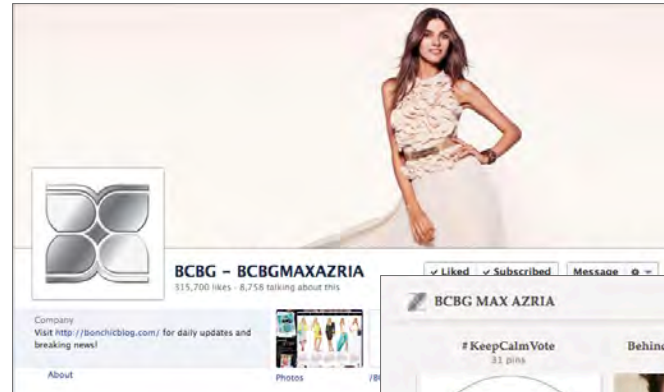 BCBG – BCBGMAXAZRIA
315,700 likes · 8,758 talking about this
✓ Liked ✓ Subscribed Message
Company
Visit http://bonchicblog.com/ for daily updates and
breaking news!
About
Photos
BCBG MAX AZRIA
#KeepCalmVote
31 pins
Behin